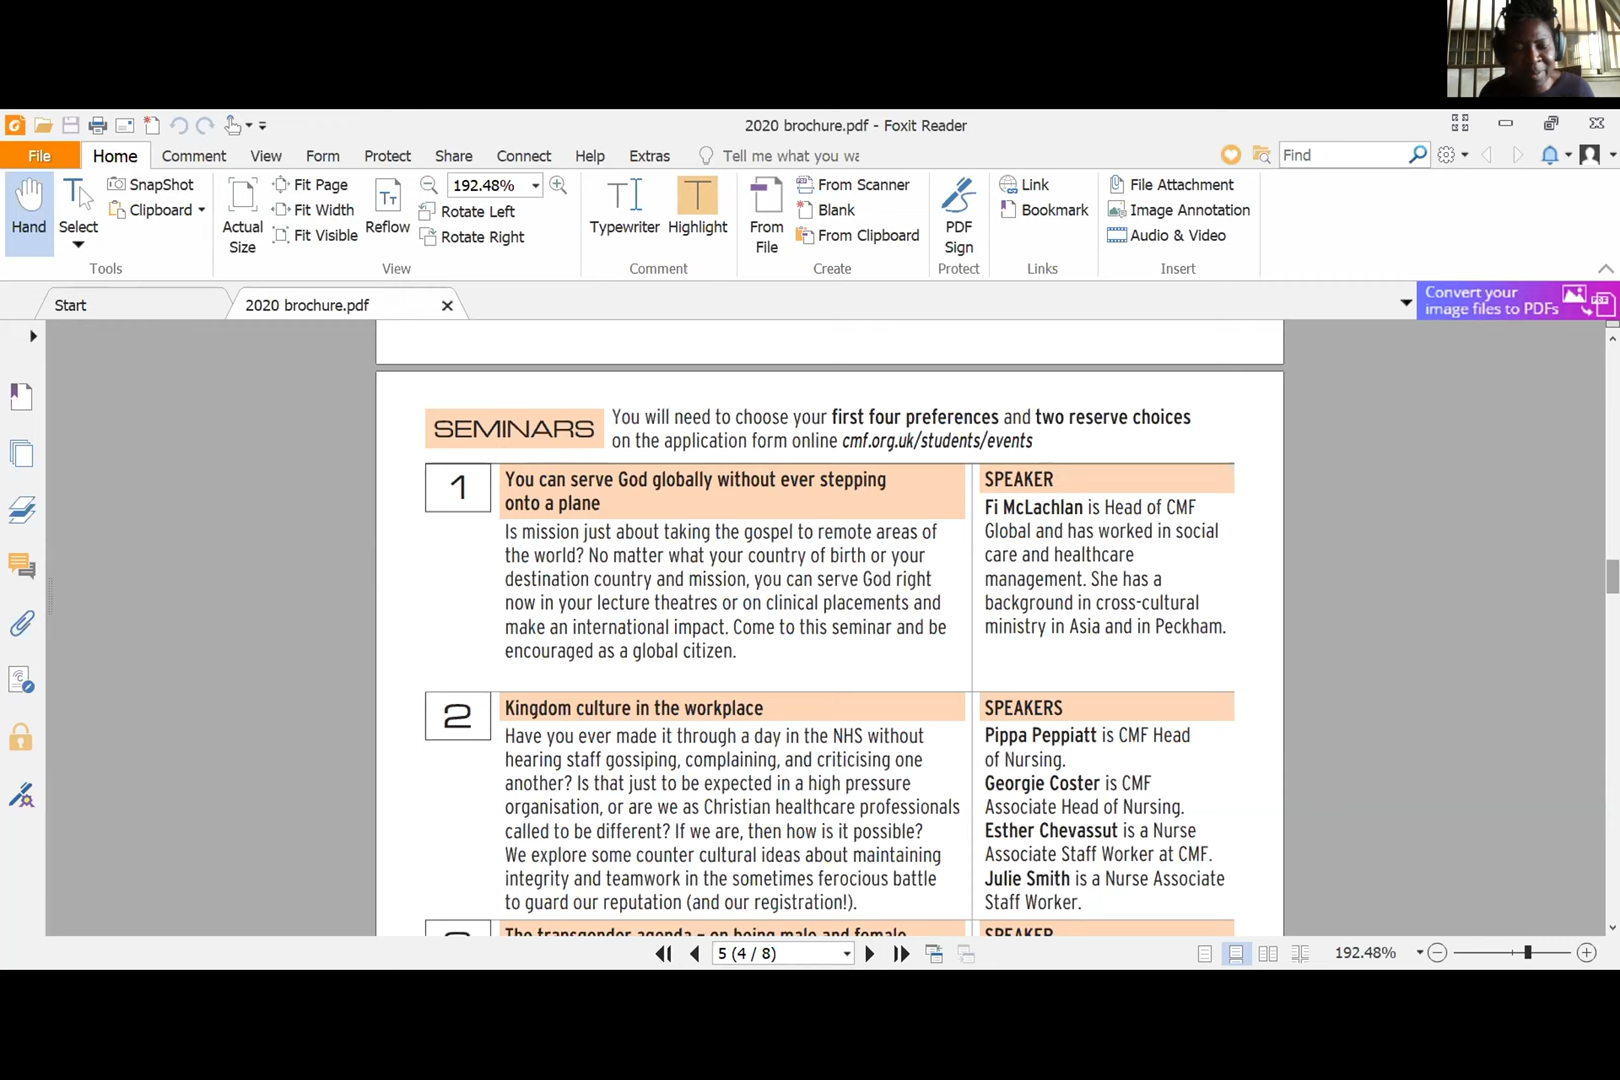 2020 brochure.pdf - Foxit Reader
File Home Comment View Form Protect Share Connect Help Extras Tell me what you wa Find
Hand
Select
SnapShot
Clipboard
Tools
Actual Size
Fit Page
Fit Width
Fit Visible
Reflow
192.48%
Rotate Left
Rotate Right
View
Typewriter
Highlight
Comment
From File
From Scanner
Blank
From Clipboard
Create
PDF Sign
Protect
Link
Bookmark
Links
File Attachment
Image Annotation
Audio & Video
Insert
Start
2020 brochure.pdf
Convert your
image files to PDFs
SEMINARS
You will need to choose your first four preferences and two reserve choices
on the application form online cmf.org.uk/students/events
1
You can serve God globally without ever stepping
onto a plane
Is mission just about taking the gospel to remote areas of
the world? No matter what your country of birth or your
destination country and mission, you can serve God right
now in your lecture theatres or on clinical placements and
make an international impact. Come to this seminar and be
encouraged as a global citizen.
SPEAKER
Fi McLachlan is Head of CMF
Global and has worked in social
care and healthcare
management. She has a
background in cross-cultural
ministry in Asia and in Peckham.
2
Kingdom culture in the workplace
Have you ever made it through a day in the NHS without
hearing staff gossiping, complaining, and criticising one
another? Is that just to be expected in a high pressure
organisation, or are we as Christian healthcare professionals
called to be different? If we are, then how is it possible?
We explore some counter cultural ideas about maintaining
integrity and teamwork in the sometimes ferocious battle
to guard our reputation (and our registration!).
SPEAKERS
Pippa Peppiatt is CMF Head
of Nursing.
Georgie Coster is CMF
Associate Head of Nursing.
Esther Chevassut is a Nurse
Associate Staff Worker at CMF.
Julie Smith is a Nurse Associate
Staff Worker.
The transgender agenda – on being male and female
SPEAKER
5 (4 / 8)
192.48%